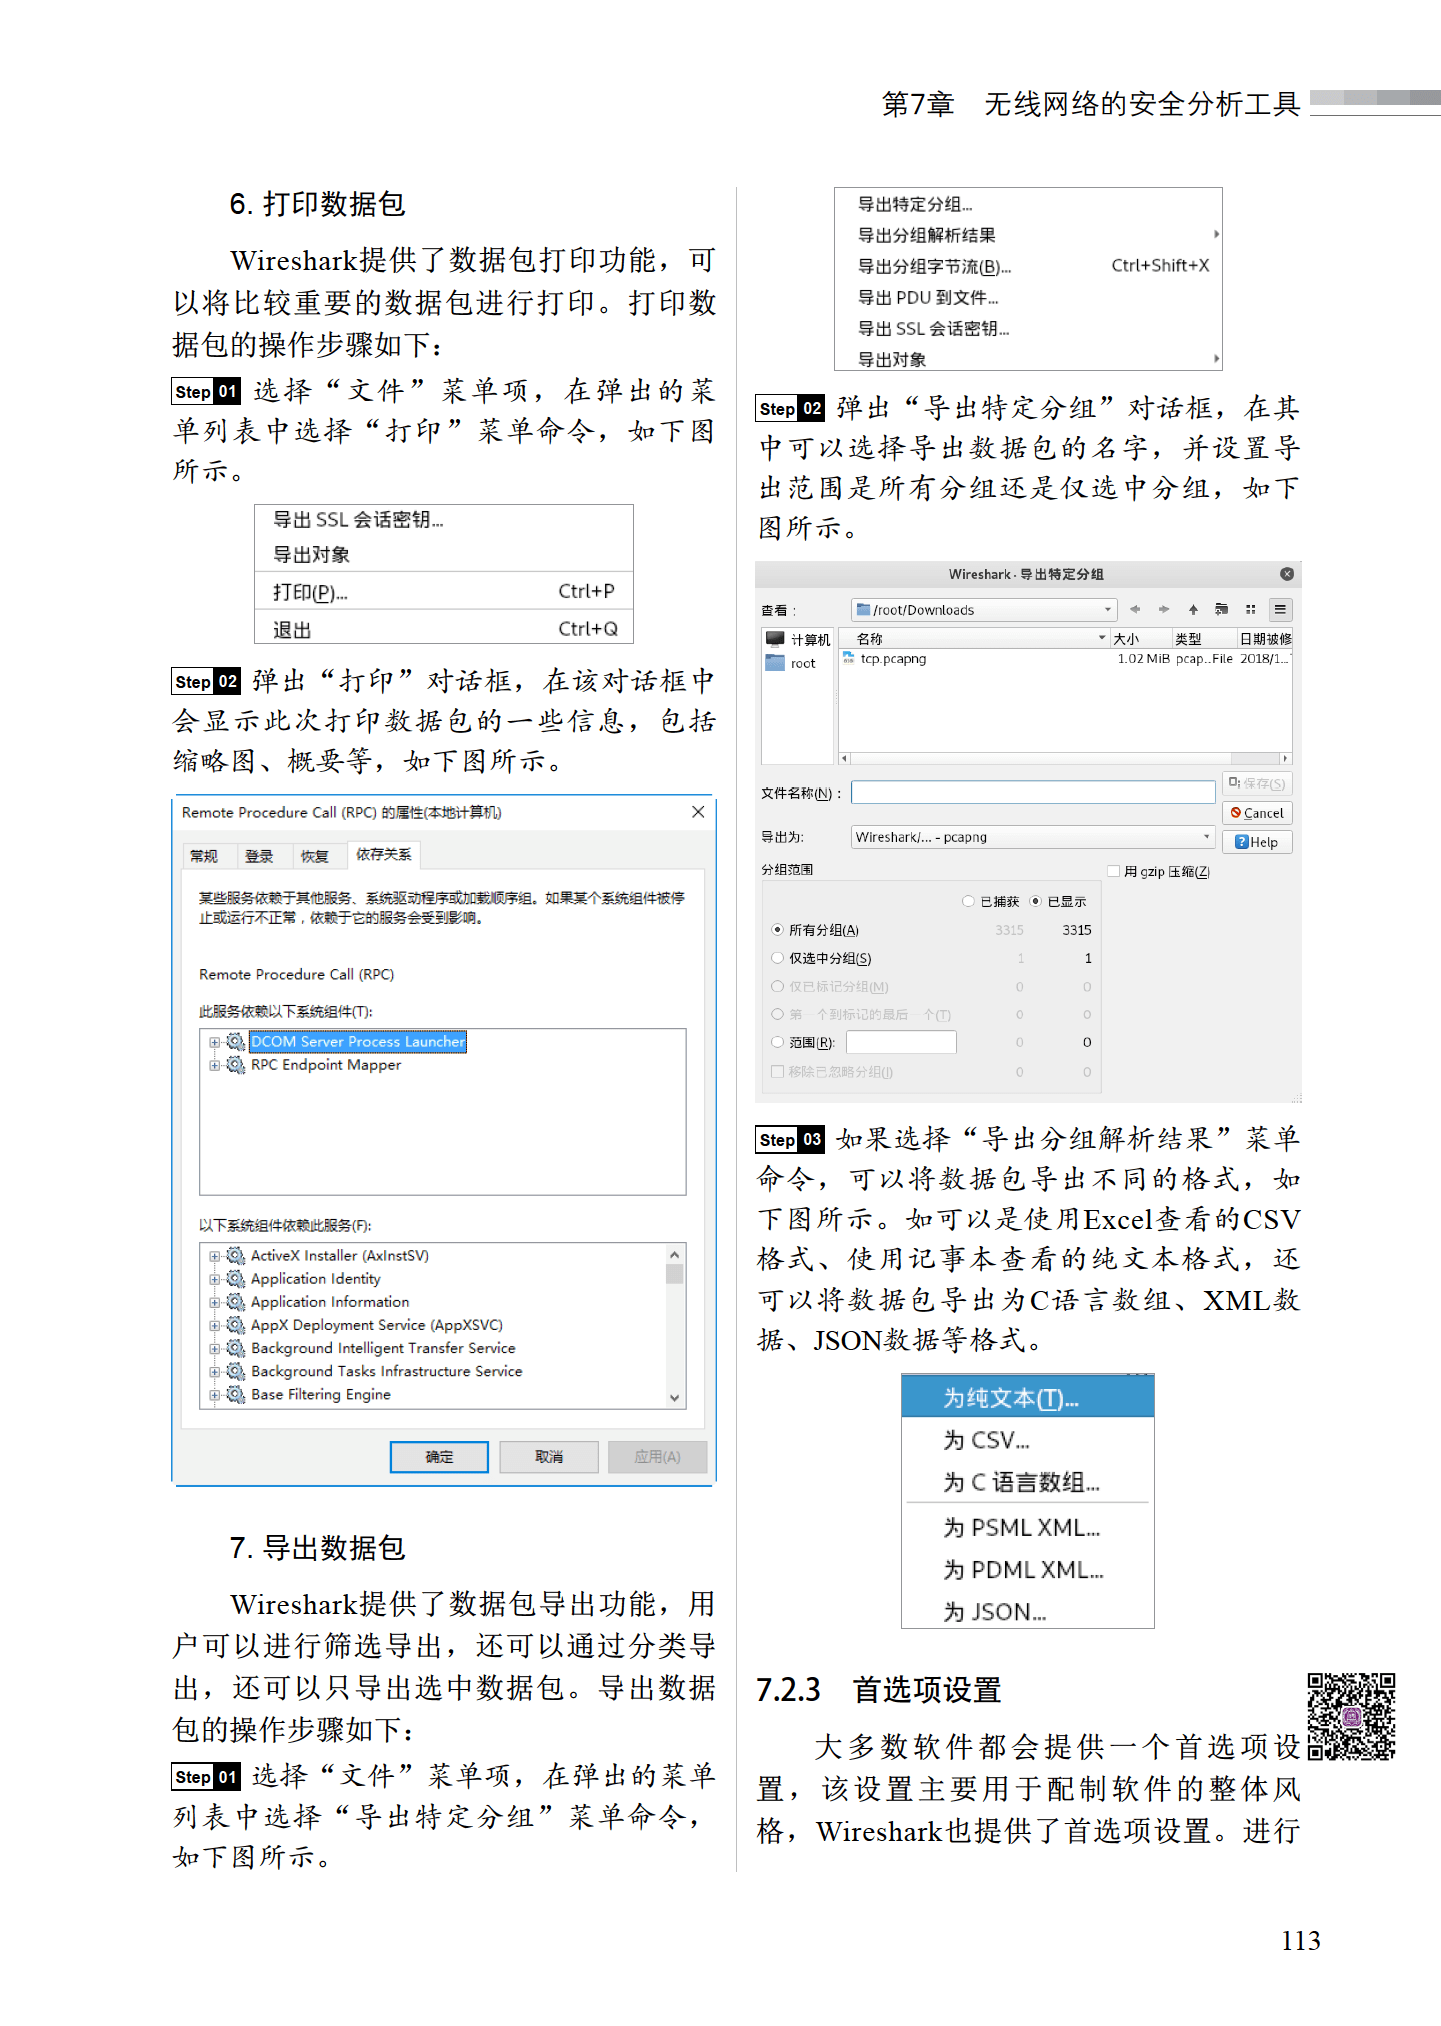 第7章 无线网络的安全分析工具
6. 打印数据包
Wireshark提供了数据包打印功能，可
以将比较重要的数据包进行打印。打印数
据包的操作步骤如下：
Step 01 选择“文件”菜单项，在弹出的菜
单列表中选择“打印”菜单命令，如下图
所示。
导出 SSL 会话密钥...
导出对象
打印(P)... Ctrl+P
退出 Ctrl+Q
Step 02 弹出“打印”对话框，在该对话框中
会显示此次打印数据包的一些信息，包括
缩略图、概要等，如下图所示。
Remote Procedure Call (RPC) 的属性(本地计算机)
常规 登录 恢复 依存关系
某些服务依赖于其他服务、系统驱动程序或加载顺序组。如果某个系统组件被停
止或运行不正常，依赖于它的服务会受到影响。
Remote Procedure Call (RPC)
此服务依赖以下系统组件(T):
DCOM Server Process Launcher
RPC Endpoint Mapper
以下系统组件依赖此服务(F):
ActiveX Installer (AxInstSV)
Application Identity
Application Information
AppX Deployment Service (AppXSVC)
Background Intelligent Transfer Service
Background Tasks Infrastructure Service
Base Filtering Engine
确定 取消 应用(A)
7. 导出数据包
Wireshark提供了数据包导出功能，用
户可以进行筛选导出，还可以通过分类导
出，还可以只导出选中数据包。导出数据
包的操作步骤如下：
Step 01 选择“文件”菜单项，在弹出的菜单
列表中选择“导出特定分组”菜单命令，
如下图所示。
导出特定分组...
导出分组解析结果
导出分组字节流(B)... Ctrl+Shift+X
导出 PDU 到文件...
导出 SSL 会话密钥...
导出对象
Step 02 弹出“导出特定分组”对话框，在其
中可以选择导出数据包的名字，并设置导
出范围是所有分组还是仅选中分组，如下
图所示。
Wireshark · 导出特定分组
查看： /root/Downloads
计算机 名称 大小 类型 日期被修
root tcp.pcapng 1.02 MiB pcap...File 2018/1...
文件名称(N)： 保存(S)
Cancel
导出为: Wireshark/... - pcapng
Help
分组范围 用 gzip 压缩(Z)
已捕获 已显示
所有分组(A) 3315 3315
仅选中分组(S) 1 1
仅已标记分组(M) 0 0
第一个到标记的最后一个(T) 0 0
范围(R): 0 0
移除已忽略分组(I) 0 0
Step 03 如果选择“导出分组解析结果”菜单
命令，可以将数据包导出不同的格式，如
下图所示。如可以是使用Excel查看的CSV
格式、使用记事本查看的纯文本格式，还
可以将数据包导出为C语言数组、XML数
据、JSON数据等格式。
为纯文本(T)...
为 CSV...
为 C 语言数组...
为 PSML XML...
为 PDML XML...
为 JSON...
7.2.3 首选项设置
大多数软件都会提供一个首选项设
置，该设置主要用于配制软件的整体风
格，Wireshark也提供了首选项设置。进行
113